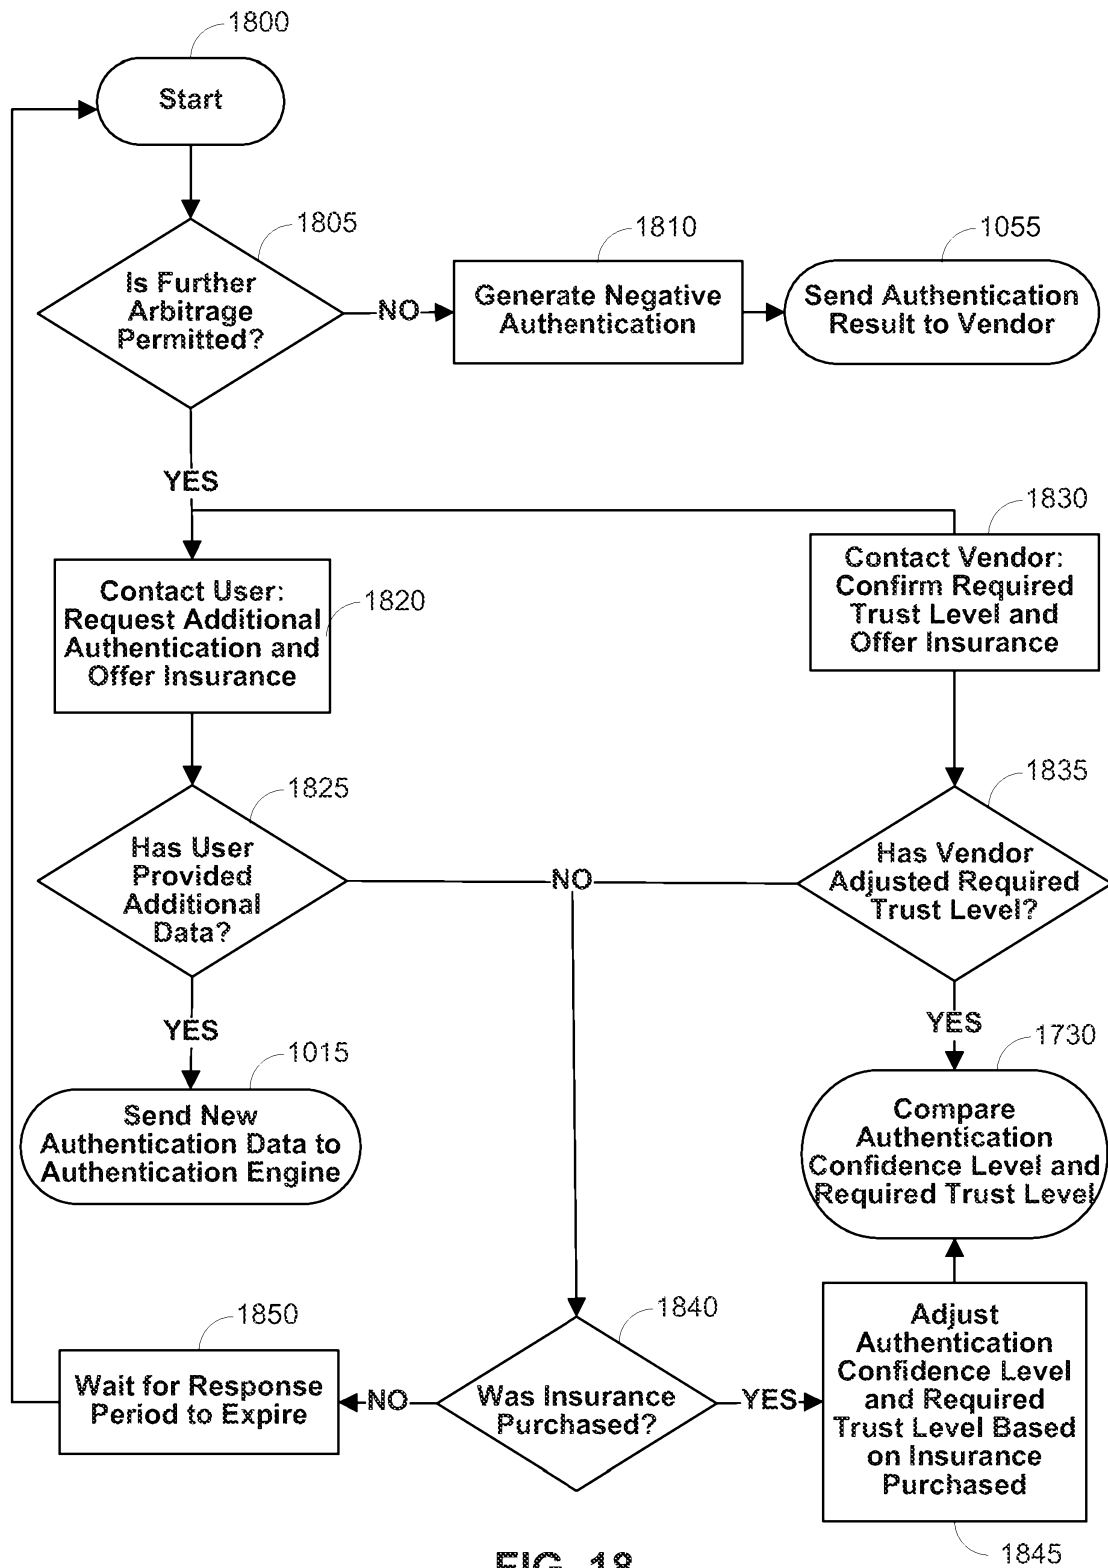 1800
Start
1805
Is Further
Arbitrage
Permitted?
NO
1810
Generate Negative
Authentication
1055
Send Authentication
Result to Vendor
YES
1820
Contact User:
Request Additional
Authentication and
Offer Insurance
1830
Contact Vendor:
Confirm Required
Trust Level and
Offer Insurance
1825
Has User
Provided
Additional
Data?
NO
1835
Has Vendor
Adjusted Required
Trust Level?
YES
1015
Send New
Authentication Data to
Authentication Engine
YES
1730
Compare
Authentication
Confidence Level and
Required Trust Level
1850
Wait for Response
Period to Expire
NO
1840
Was Insurance
Purchased?
YES
Adjust
Authentication
Confidence Level
and Required
Trust Level Based
on Insurance
Purchased
1845
FIG. 18